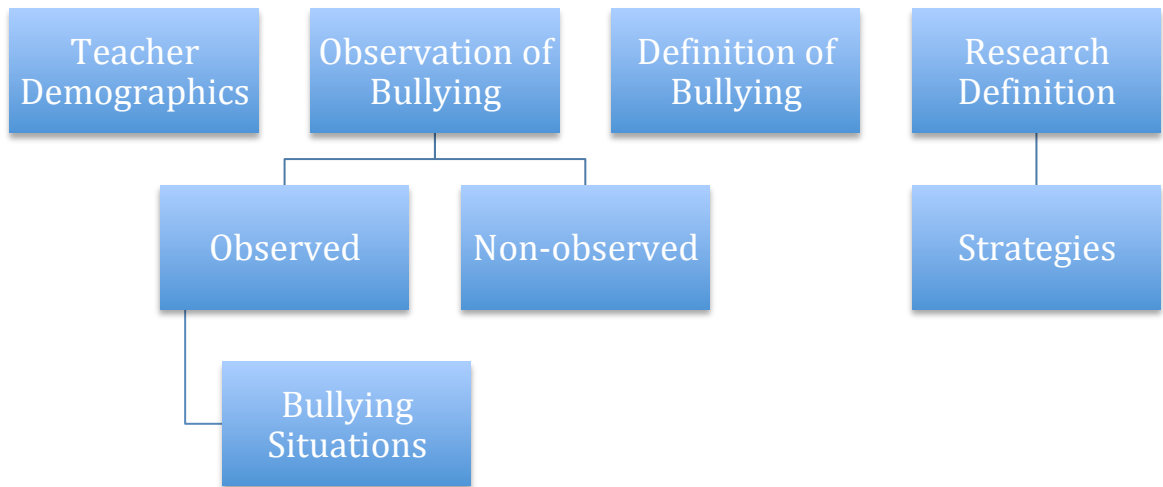 Teacher
Demographics
Observation of
Bullying
Definition of
Bullying
Research
Definition
Observed
Non-observed
Strategies
Bullying
Situations